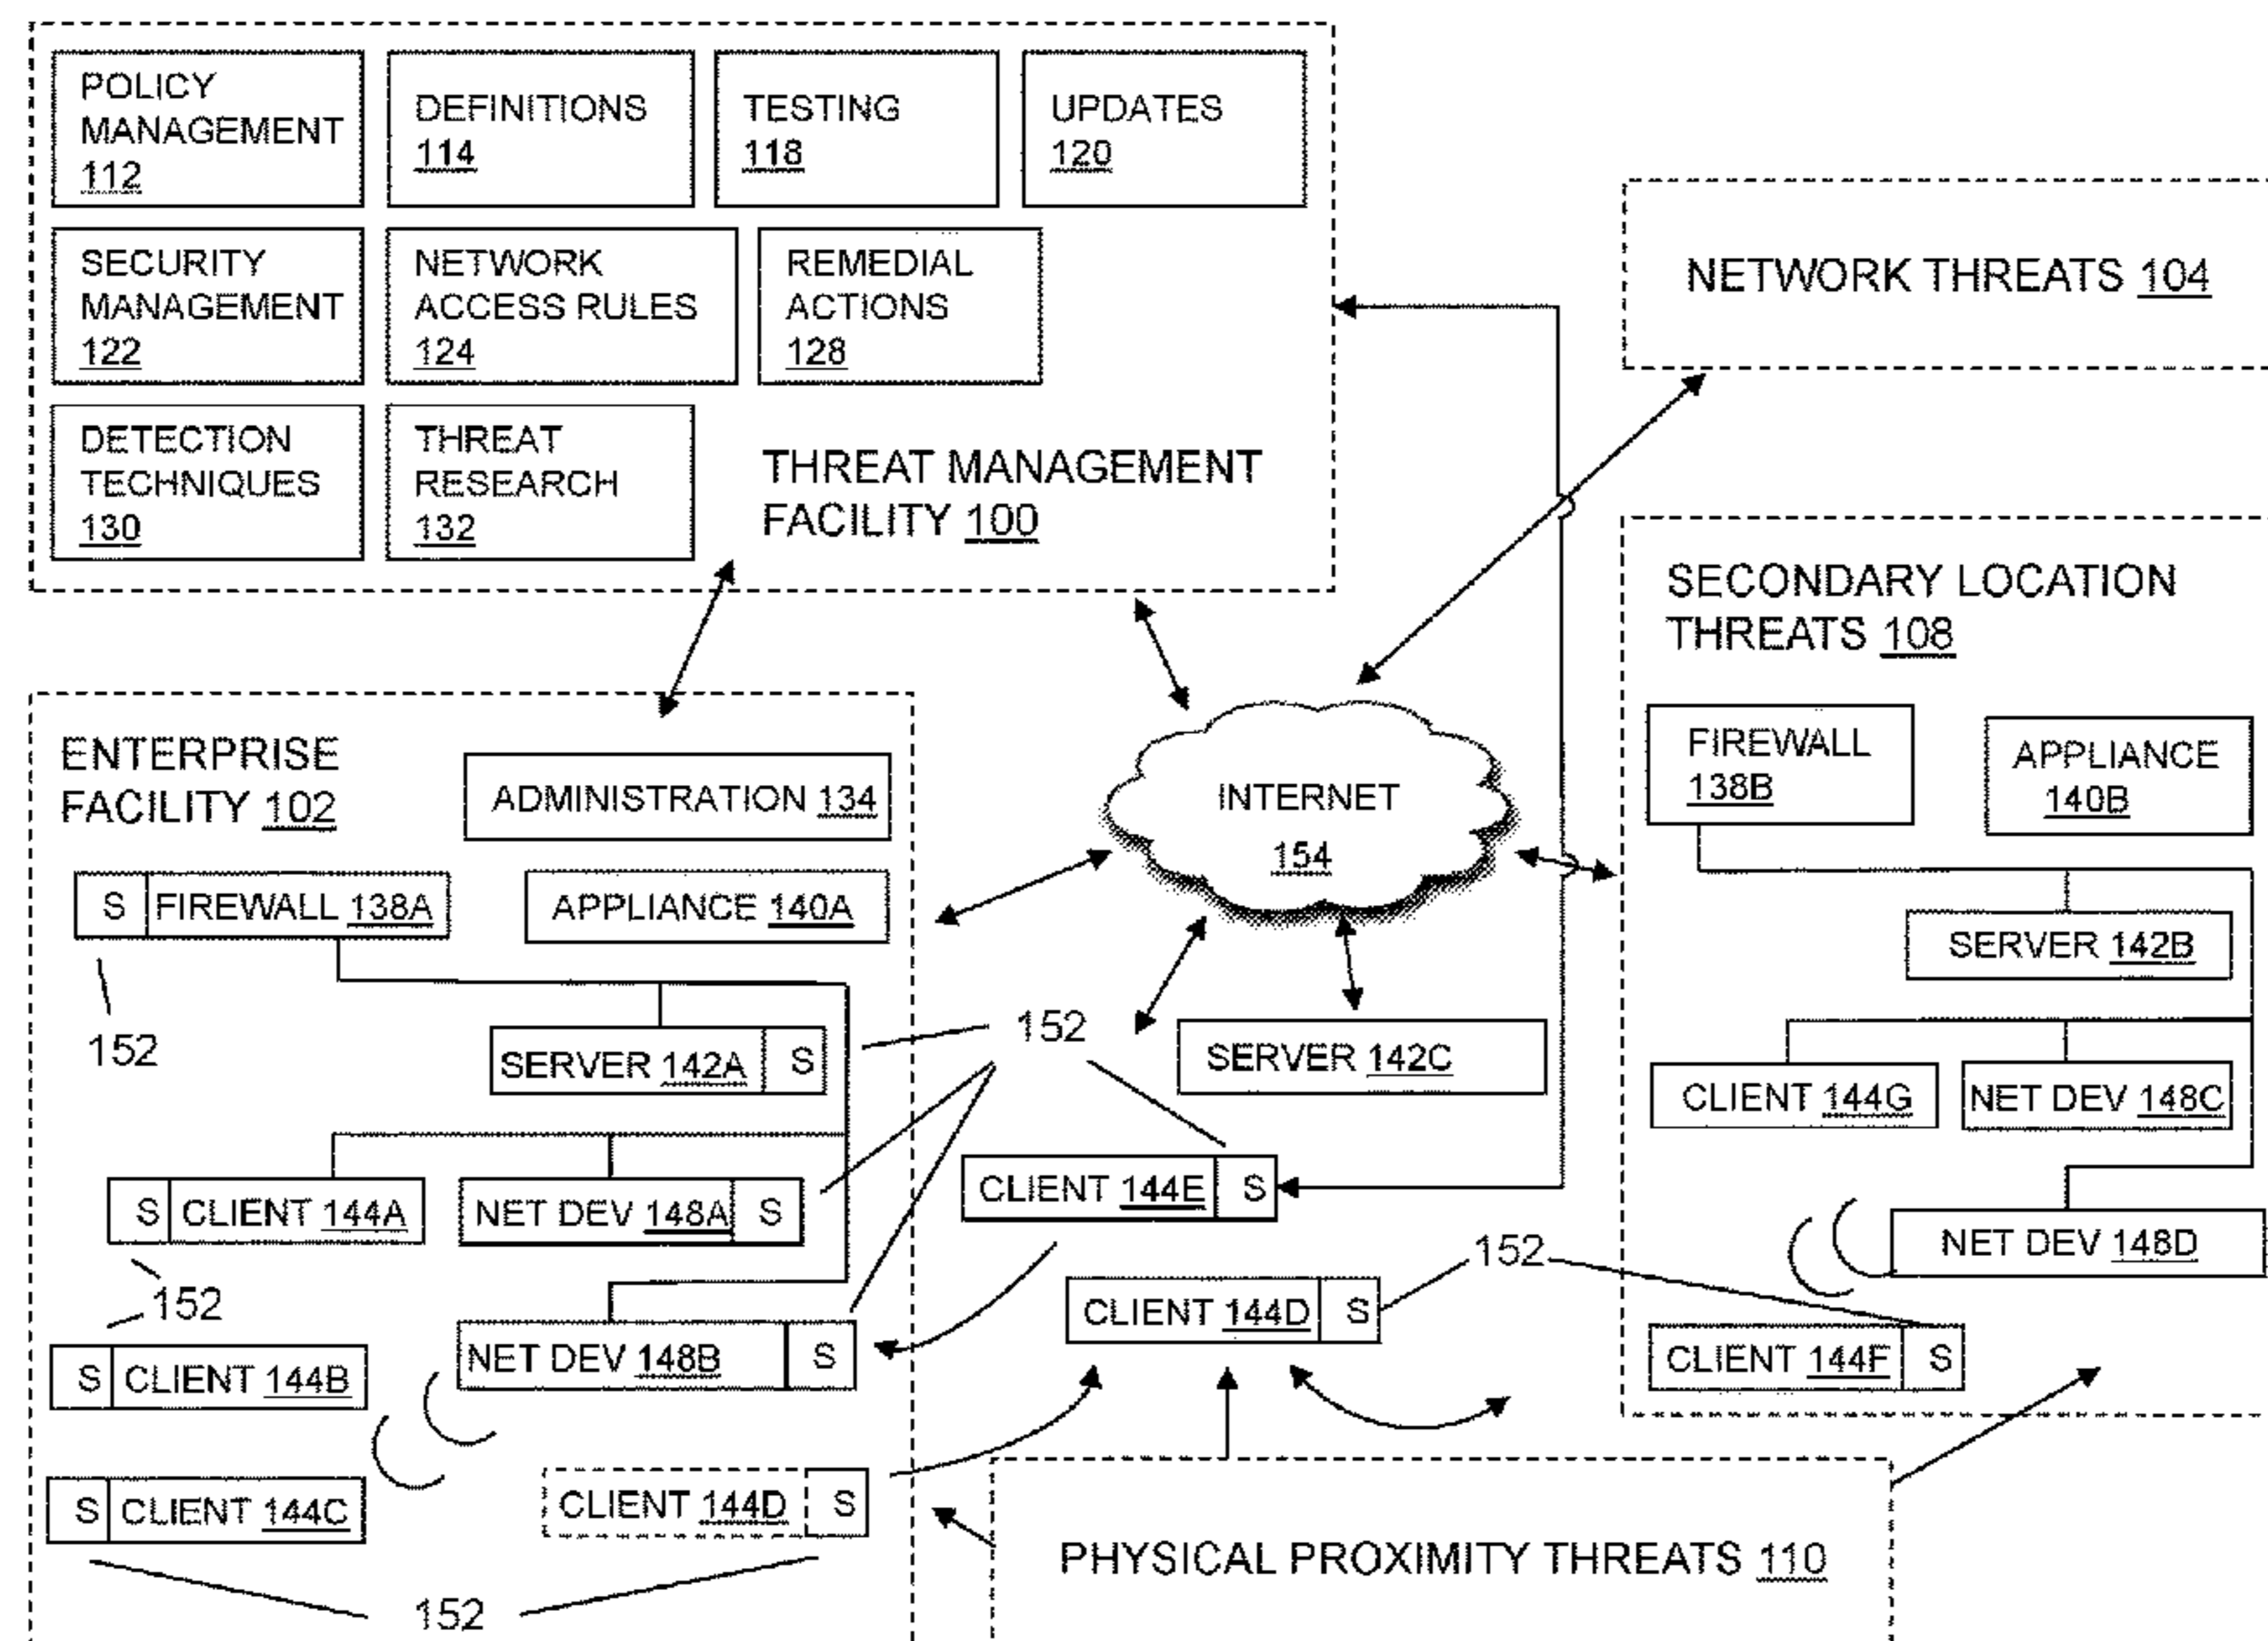 POLICY
MANAGEMENT
112
DEFINITIONS
114
TESTING
118
UPDATES
120
SECURITY
MANAGEMENT
122
NETWORK
ACCESS RULES
124
REMEDIAL
ACTIONS
128
DETECTION
TECHNIQUES
130
THREAT
RESEARCH
132
THREAT MANAGEMENT
FACILITY 100
NETWORK THREATS 104
SECONDARY LOCATION
THREATS 108
FIREWALL
138B
APPLIANCE
140B
SERVER 142B
CLIENT 144G
NET DEV 148C
NET DEV 148D
CLIENT 144F S
ENTERPRISE
FACILITY 102
ADMINISTRATION 134
S FIREWALL 138A
APPLIANCE 140A
152
SERVER 142A S
S CLIENT 144A
NET DEV 148A S
152
S CLIENT 144B
NET DEV 148B S
S CLIENT 144C
CLIENT 144D S
152
INTERNET
154
152
SERVER 142C
CLIENT 144E S
152
CLIENT 144D S
PHYSICAL PROXIMITY THREATS 110